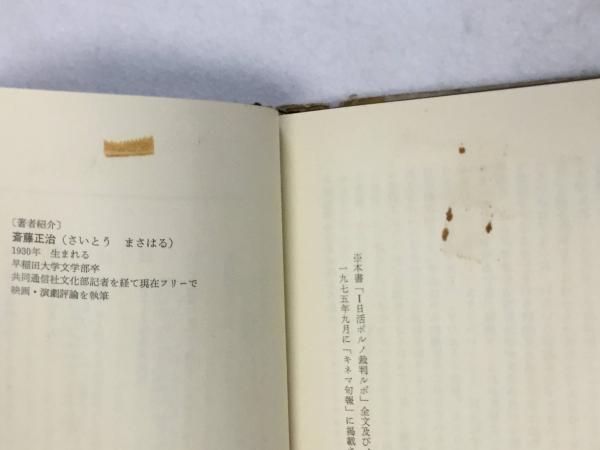 〔著者紹介〕
斎藤正治(さいとう まさはる)
1930年 生まれる
早稲田大学文学部卒
共同通信社文化部記者を経て現在フリーで
映画・演劇評論を執筆
※本書「Ⅰ日活ポルノ裁判ルポ」全文及び
一九七五年九月に「キネマ旬報」に掲載さ